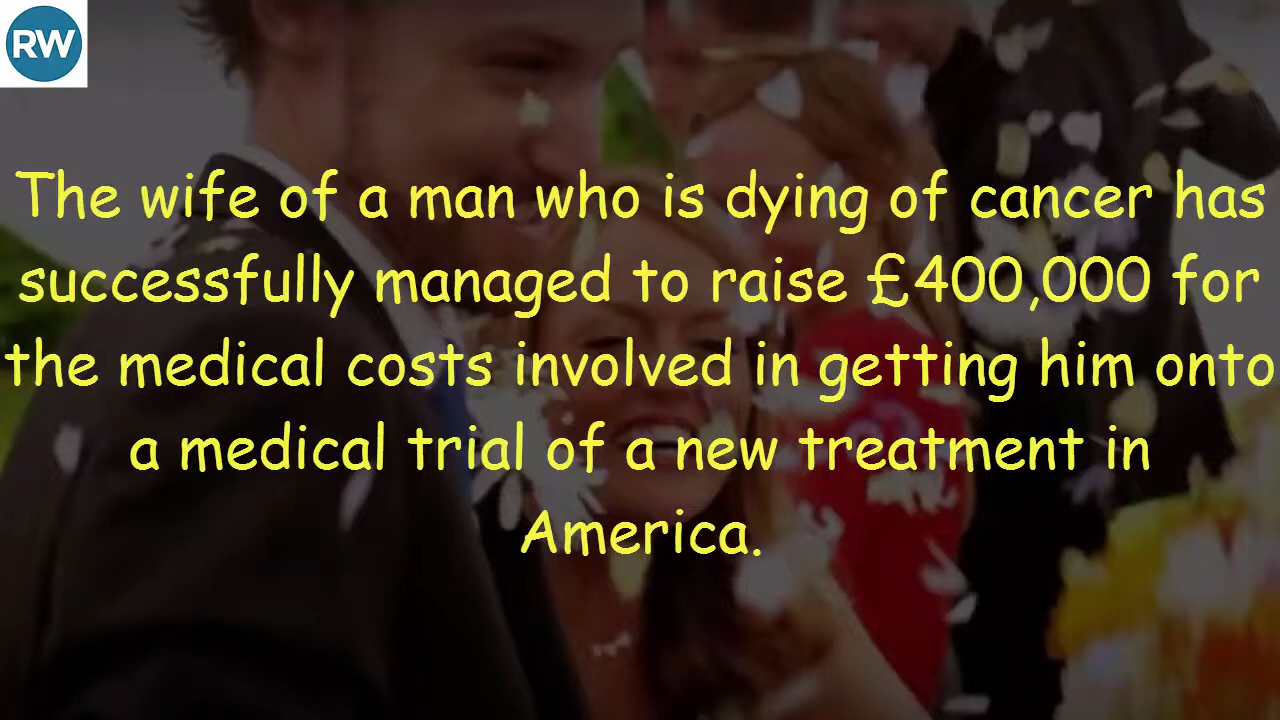 RW
The wife of a man who is dying of cancer has
successfully managed to raise £400,000 for
the medical costs involved in getting him onto
a medical trial of a new treatment in
America.